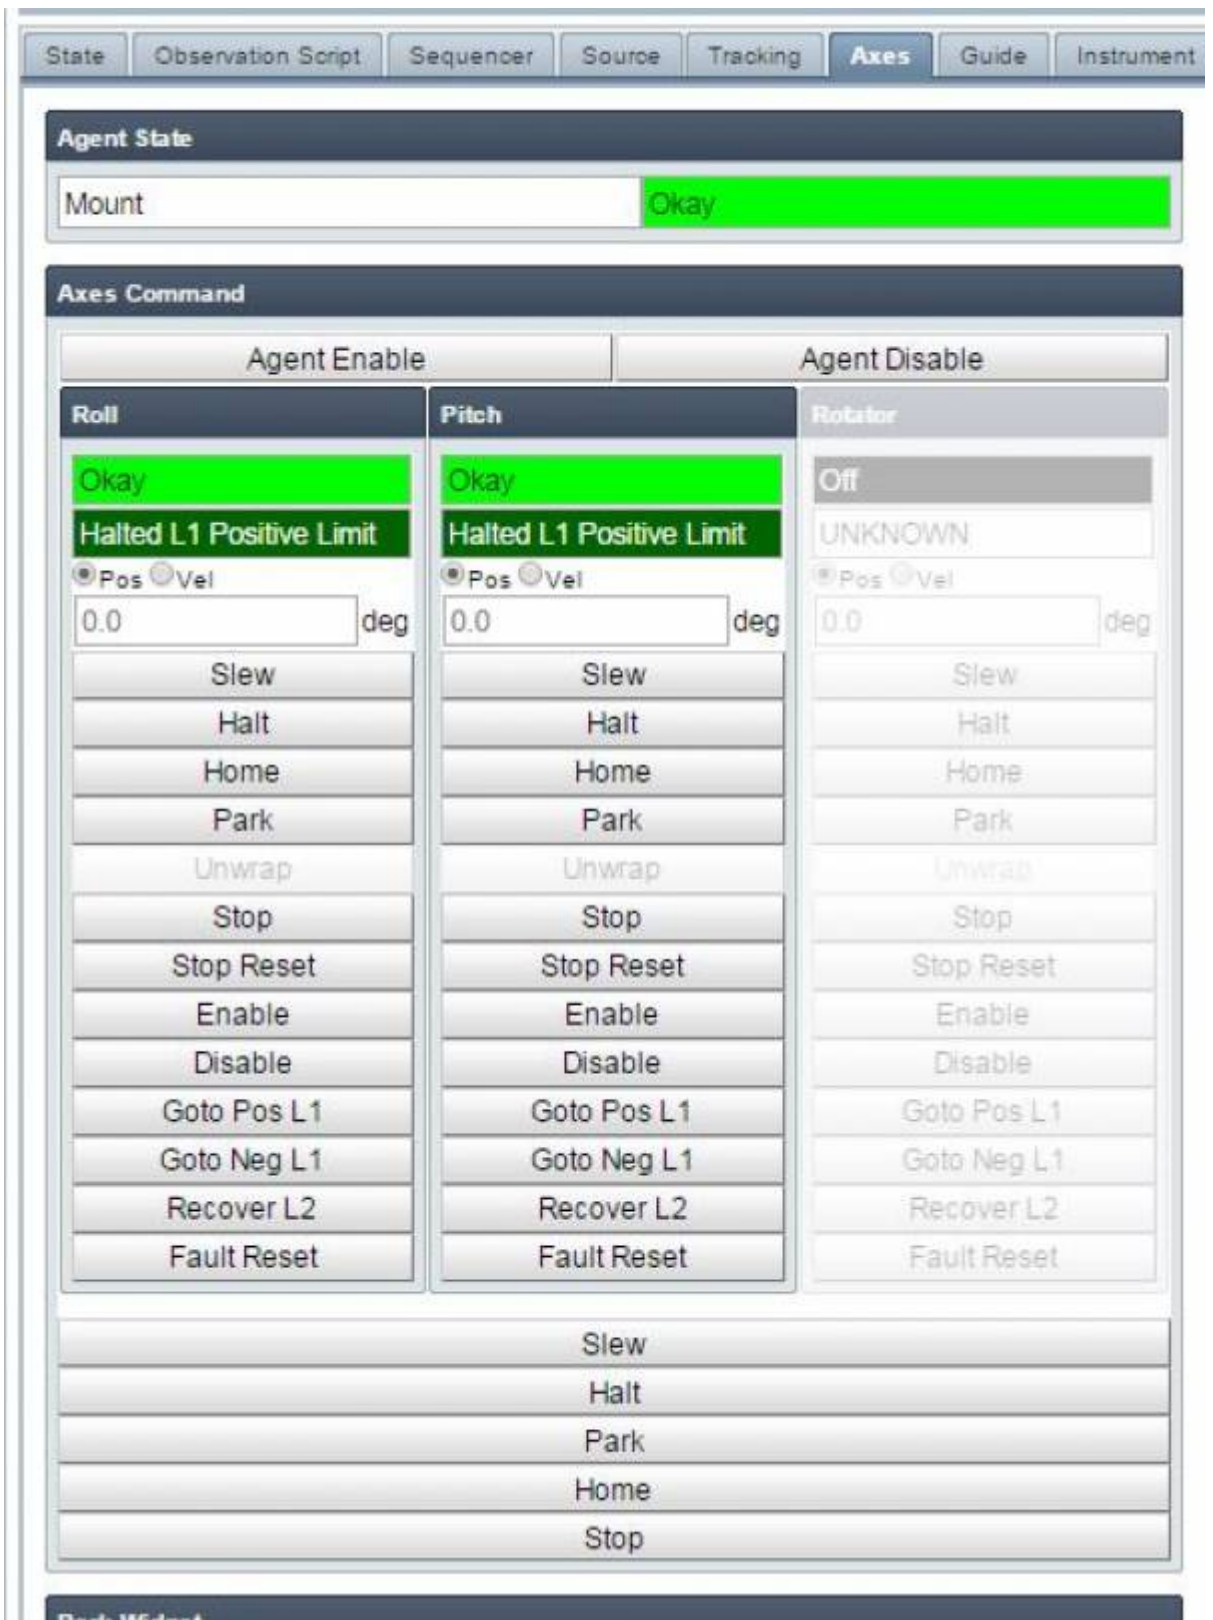 State Observation Script Sequencer Source Tracking Axes Guide Instrument
Agent State
Mount Okay
Axes Command
Agent Enable Agent Disable
Roll Pitch Rotator
Okay Okay Off
Halted L1 Positive Limit Halted L1 Positive Limit UNKNOWN
Pos Vel Pos Vel Pos Vel
0.0 deg 0.0 deg 0.0 deg
Slew Slew Slew
Halt Halt Halt
Home Home Home
Park Park Park
Unwrap Unwrap Unwrap
Stop Stop Stop
Stop Reset Stop Reset Stop Reset
Enable Enable Enable
Disable Disable Disable
Goto Pos L1 Goto Pos L1 Goto Pos L1
Goto Neg L1 Goto Neg L1 Goto Neg L1
Recover L2 Recover L2 Recover L2
Fault Reset Fault Reset Fault Reset
Slew
Halt
Park
Home
Stop